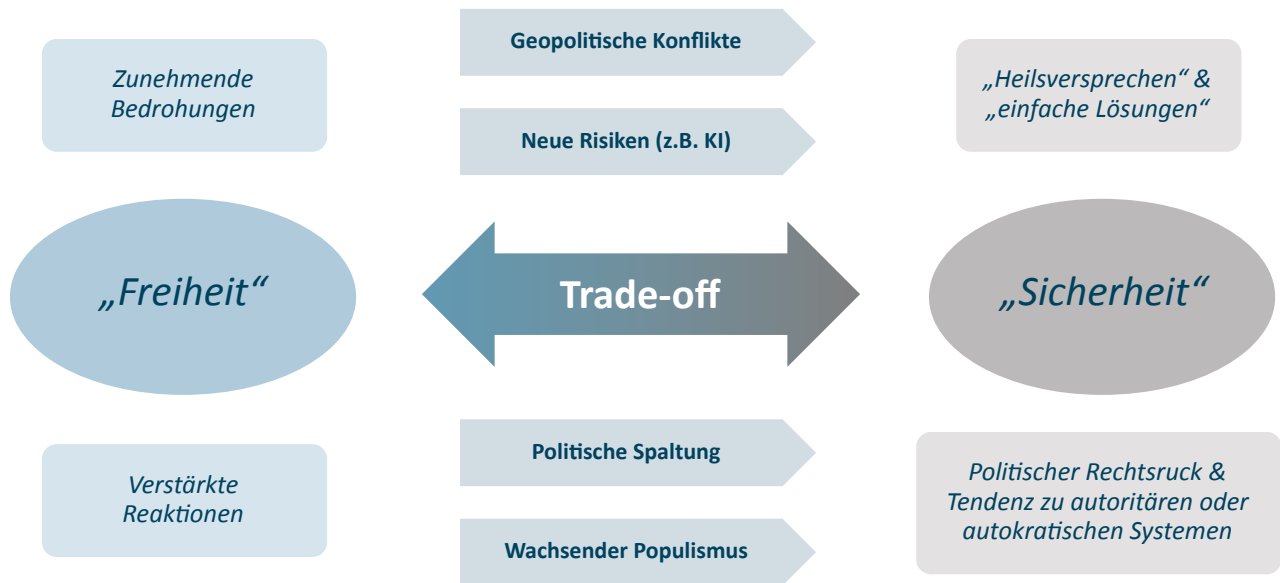 Zunehmende
Bedrohungen
Geopolitische Konflikte
Neue Risiken (z.B. KI)
„Heilsversprechen“ &
„einfache Lösungen“
„Freiheit“
Trade-off
„Sicherheit“
Verstärkte
Reaktionen
Politische Spaltung
Wachsender Populismus
Politischer Rechtsruck &
Tendenz zu autoritären oder
autokratischen Systemen